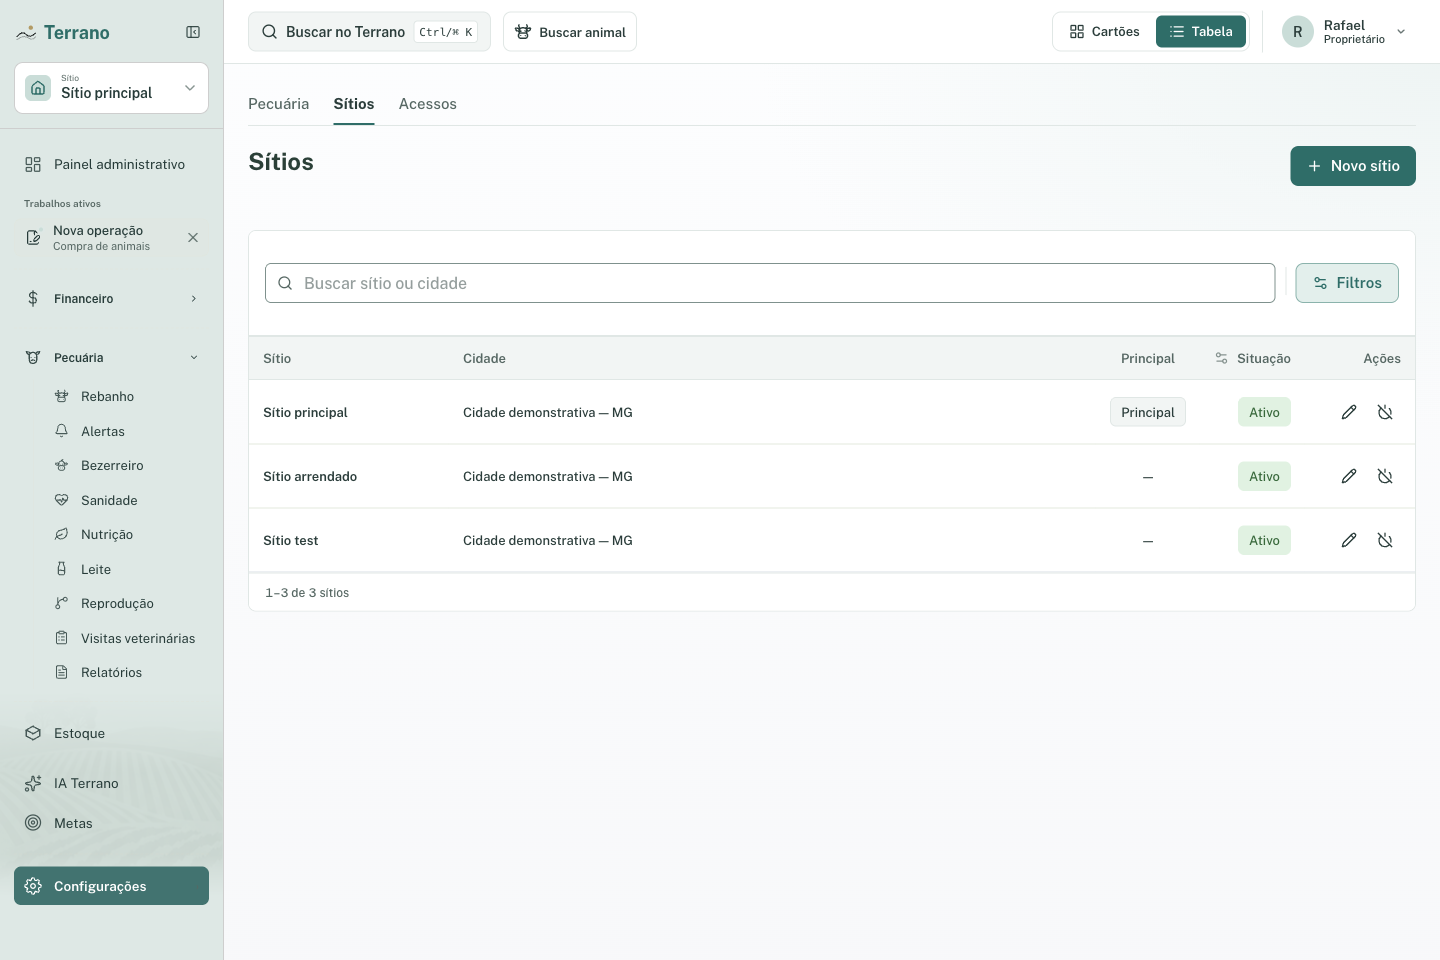 Terrano
Buscar no Terrano
Ctrl/⌘ K
Buscar animal
Cartões
Tabela
R
Rafael
Proprietário
Sítio
Sítio principal
Painel administrativo
Trabalhos ativos
Nova operação
Compra de animais
Financeiro
Pecuária
Rebanho
Alertas
Bezerreiro
Sanidade
Nutrição
Leite
Reprodução
Visitas veterinárias
Relatórios
Estoque
IA Terrano
Metas
Configurações
Pecuária Sítios Acessos
Sítios
Novo sítio
Buscar sítio ou cidade
Filtros
Sítio Cidade Principal Situação Ações
Sítio principal Cidade demonstrativa — MG Principal Ativo
Sítio arrendado Cidade demonstrativa — MG — Ativo
Sítio test Cidade demonstrativa — MG — Ativo
1–3 de 3 sítios